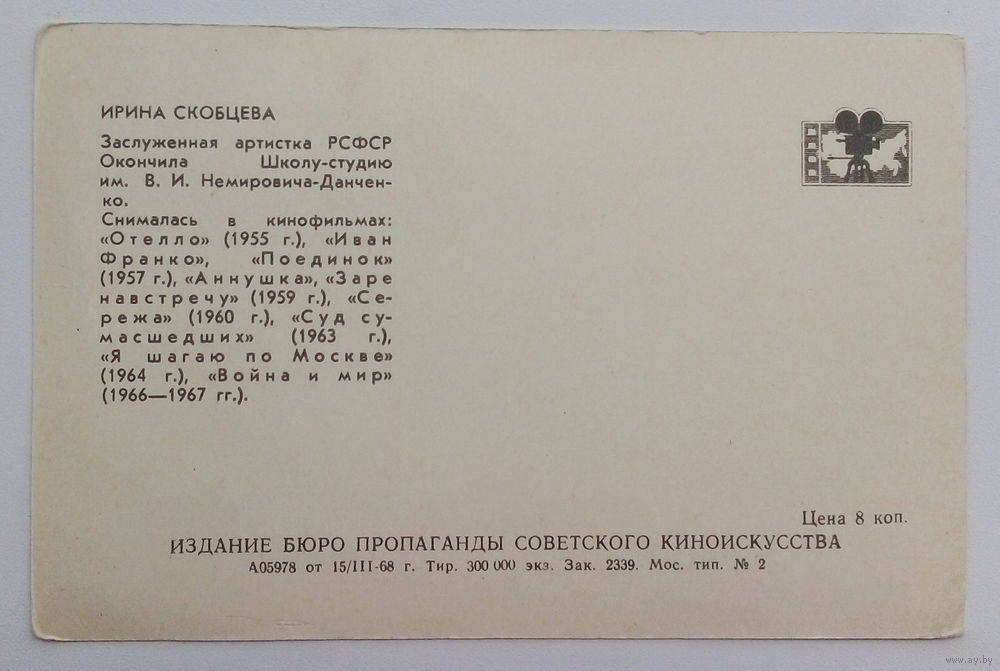 ИРИНА СКОБЦЕВА
Заслуженная артистка РСФСР
Окончила Школу-студию
им. В. И. Немировича-Данчен-
ко.
Снималась в кинофильмах:
«Отелло» (1955 г.), «Иван
Франко», «Поединок»
(1957 г.), «Аннушка», «Заре
навстречу» (1959 г.), «Се-
режа» (1960 г.), «Суд су-
масшедших» (1963 г.),
«Я шагаю по Москве»
(1964 г.), «Война и мир»
(1966—1967 гг.).
Цена 8 коп.
ИЗДАНИЕ БЮРО ПРОПАГАНДЫ СОВЕТСКОГО КИНОИСКУССТВА
А05978 от 15/III-68 г. Тир. 300 000 экз. Зак. 2339. Мос. тип. № 2
www.ay.by